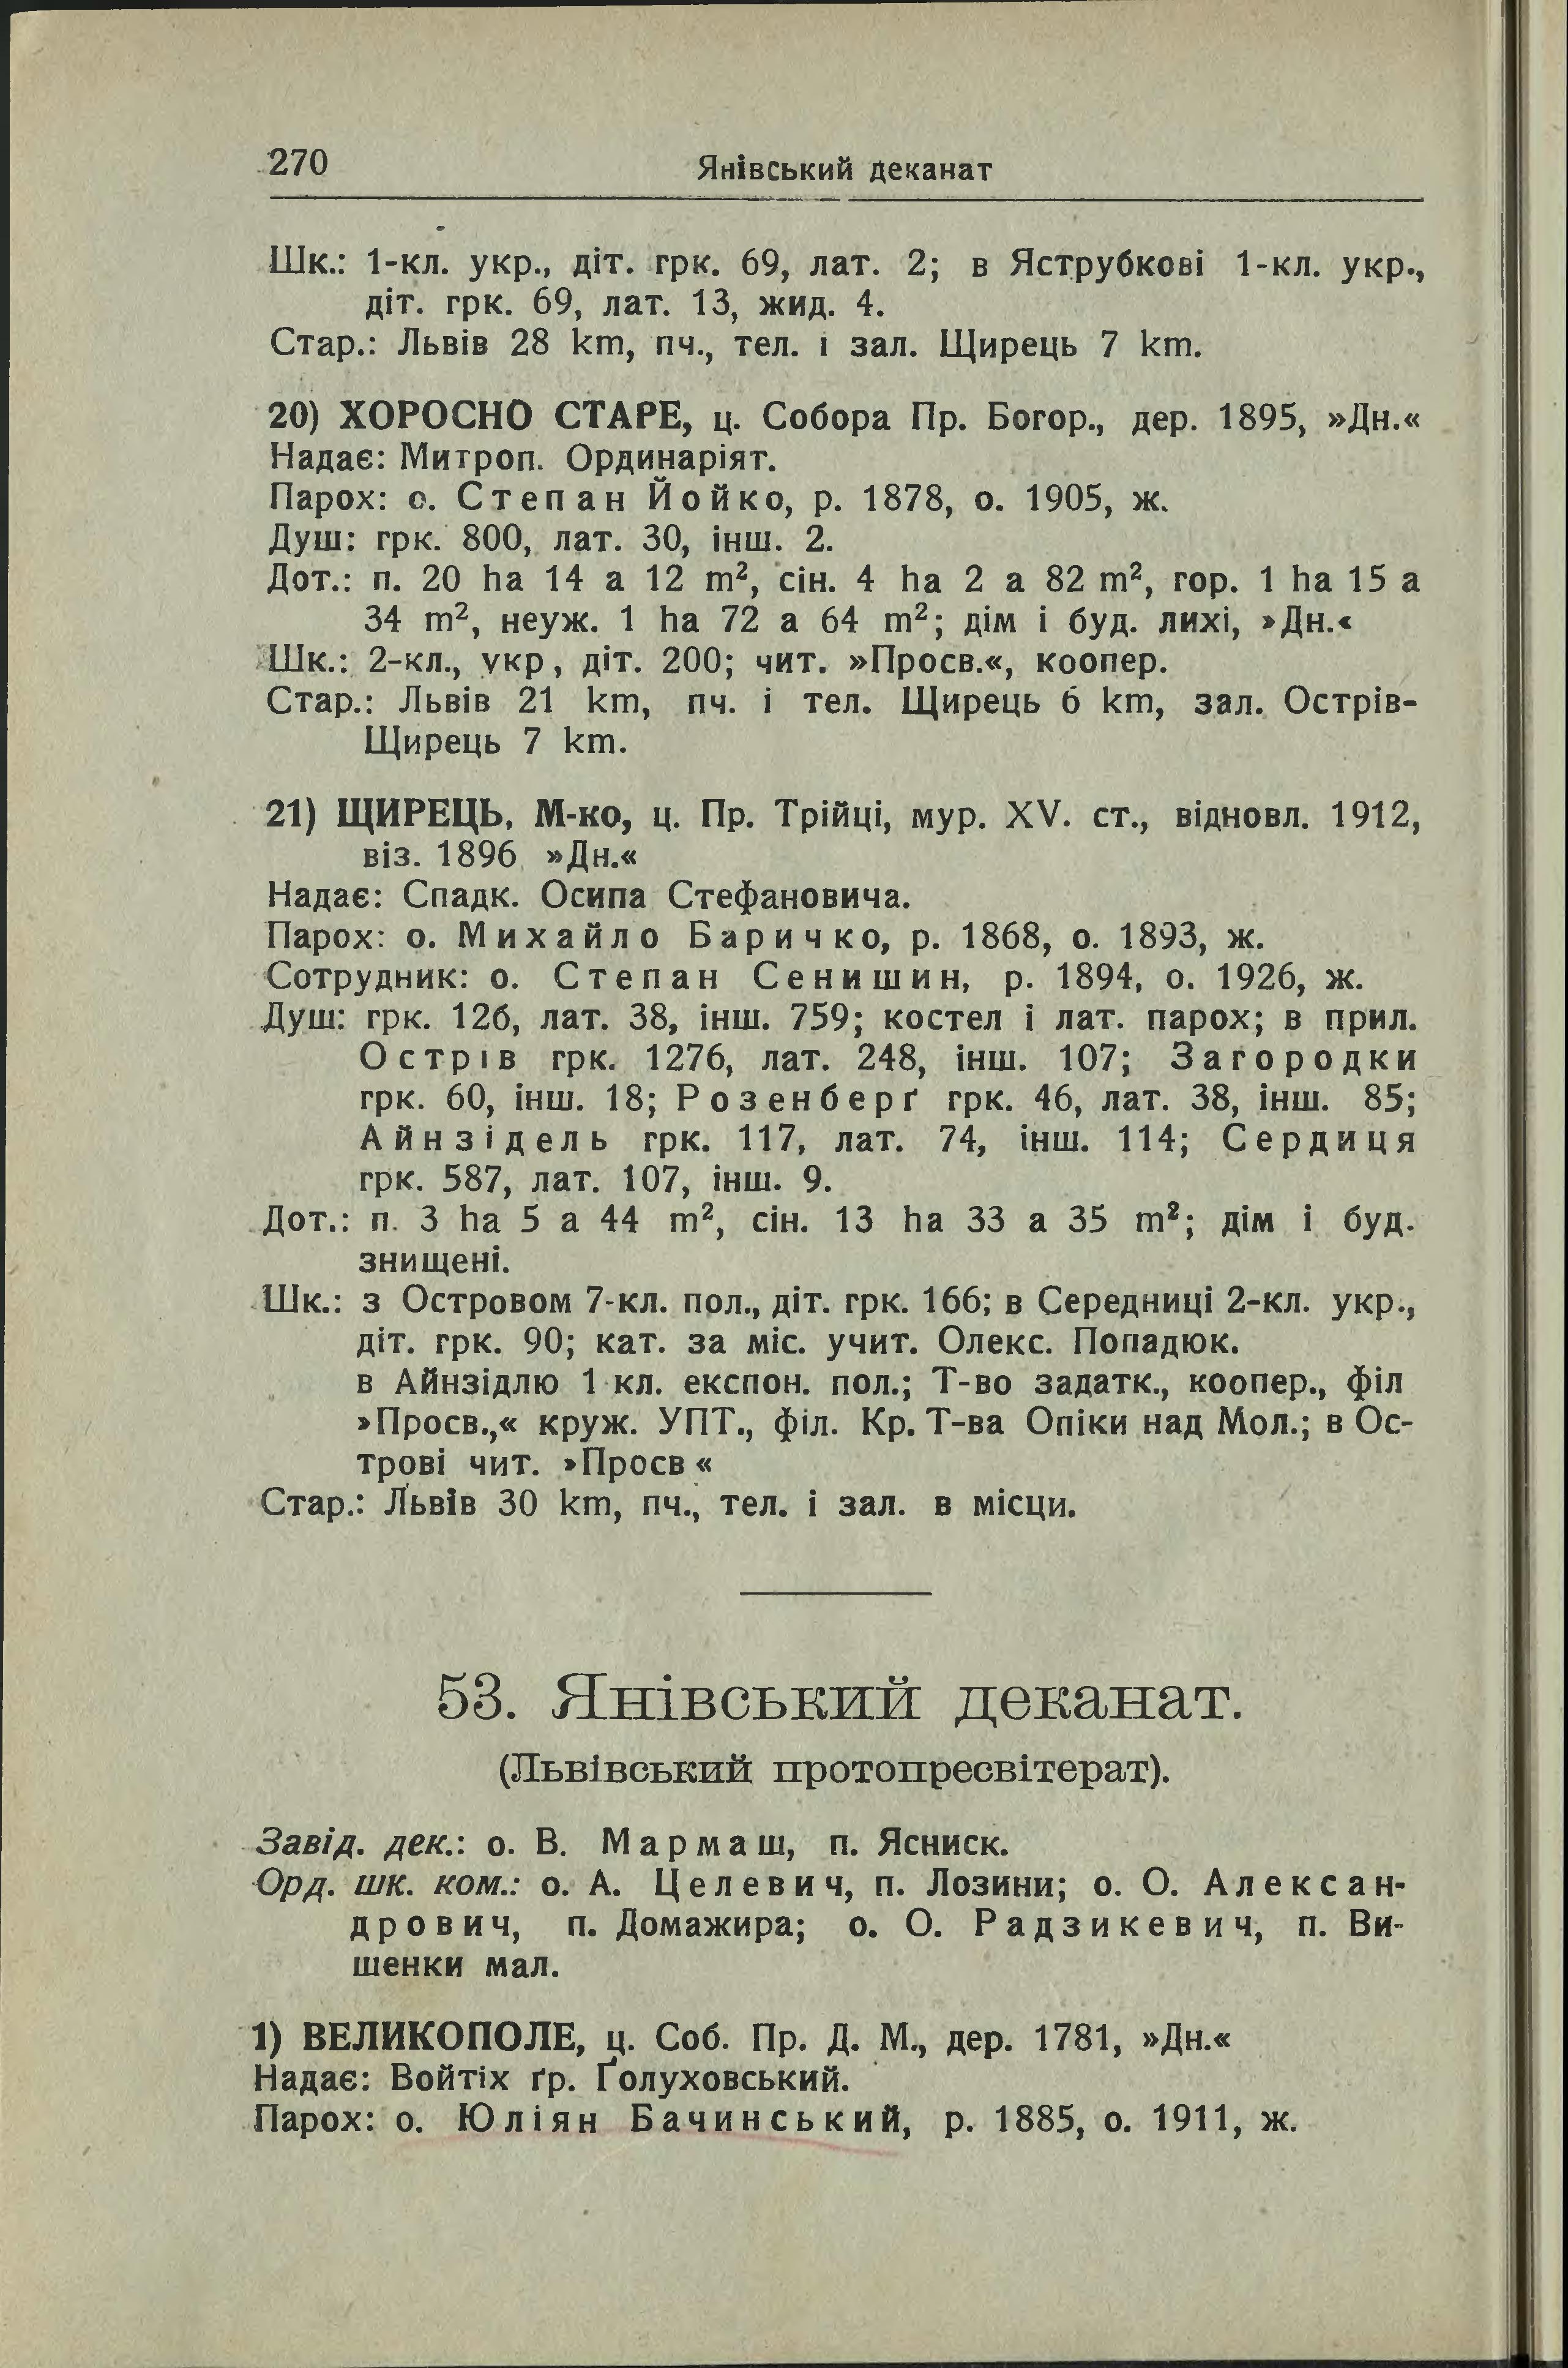 270
Янівський деканат
Шк.: 1-кл. укр., діт. грк. 69, лат. 2; в Яструбкові 1-кл. укр.,
діт. грк. 69, лат. 13, жид. 4.
Стар.: Львів 28 km, пч., тел. і зал. Щирець 7 km.
20) ХОРОСНО СТАРЕ, ц. Собора Пр. Богор., дер. 1895, »Дн.«
Надає: Митроп. Ординаріят.
Парох: о. Степан Йойко, р. 1878, о. 1905, ж.
Душ: грк. 800, лат. 30, інш. 2.
Дот.: п. 20 ha 14 a 12 m², сін. 4 ha 2 a 82 m², гор. 1 ha 15 a
34 m², неуж. 1 ha 72 a 64 m²; дім і буд. лихі, »Дн.«
Шк.: 2-кл., укр, діт. 200; чит. »Просв.«, коопер.
Стар.: Львів 21 km, пч. і тел. Щирець 6 km, зал. Острів-
Щирець 7 km.
21) ЩИРЕЦЬ, М-ко, ц. Пр. Трійці, мур. XV. ст., відновл. 1912,
віз. 1896 »Дн.«
Надає: Спадк. Осипа Стефановича.
Парох: о. Михайло Баричко, р. 1868, о. 1893, ж.
Сотрудник: о. Степан Сенишин, р. 1894, о. 1926, ж.
Душ: грк. 126, лат. 38, інш. 759; костел і лат. парох; в прил.
Острів грк. 1276, лат. 248, інш. 107; Загородки
грк. 60, інш. 18; Розенберґ грк. 46, лат. 38, інш. 85;
Айнзідель грк. 117, лат. 74, інш. 114; Сердиця
грк. 587, лат. 107, інш. 9.
Дот.: п. 3 ha 5 a 44 m², сін. 13 ha 33 a 35 m²; дім і буд.
знищені.
Шк.: з Островом 7-кл. пол., діт. грк. 166; в Середниці 2-кл. укр.,
діт. грк. 90; кат. за міс. учит. Олекс. Попадюк.
в Айнзідлю 1 кл. експон. пол.; Т-во задатк., коопер., філ
»Просв.,« круж. УПТ., філ. Кр. Т-ва Опіки над Мол.; в Ос-
трові чит. »Просв«
Стар.: Львів 30 km, пч., тел. і зал. в місци.
53. Янівський деканат.
(Львівський протопресвітерат).
Завід. дек.: о. В. Мармаш, п. Ясниск.
Орд. шк. ком.: о. А. Целевич, п. Лозини; о. О. Алексан-
дрович, п. Домажира; о. О. Радзикевич, п. Ви-
шенки мал.
1) ВЕЛИКОПОЛЕ, ц. Соб. Пр. Д. М., дер. 1781, »Дн.«
Надає: Войтіх ґр. Ґолуховський.
Парох: о. Юліян Бачинський, р. 1885, о. 1911, ж.